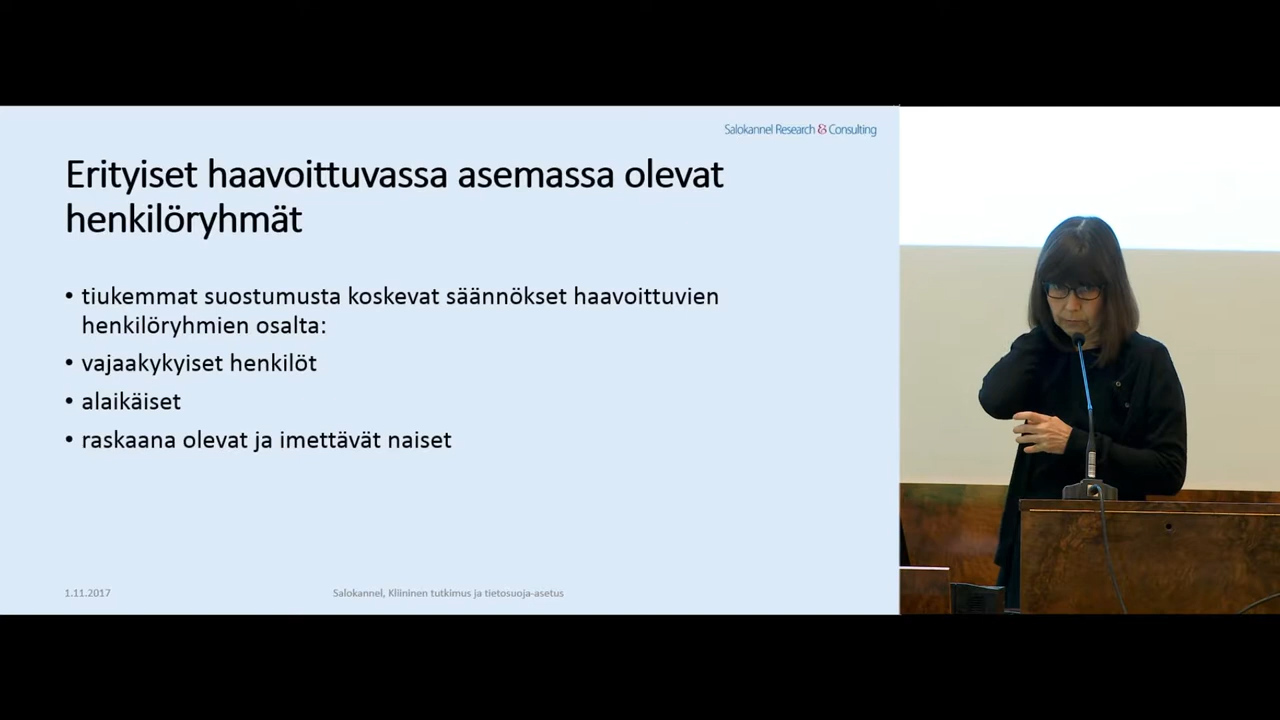 Salokannel Research & Consulting
Erityiset haavoittuvassa asemassa olevat
henkilöryhmät
• tiukemmat suostumusta koskevat säännökset haavoittuvien
henkilöryhmien osalta:
• vajaakykyiset henkilöt
• alaikäiset
• raskaana olevat ja imettävät naiset
1.11.2017
Salokannel, Kliininen tutkimus ja tietosuoja-asetus